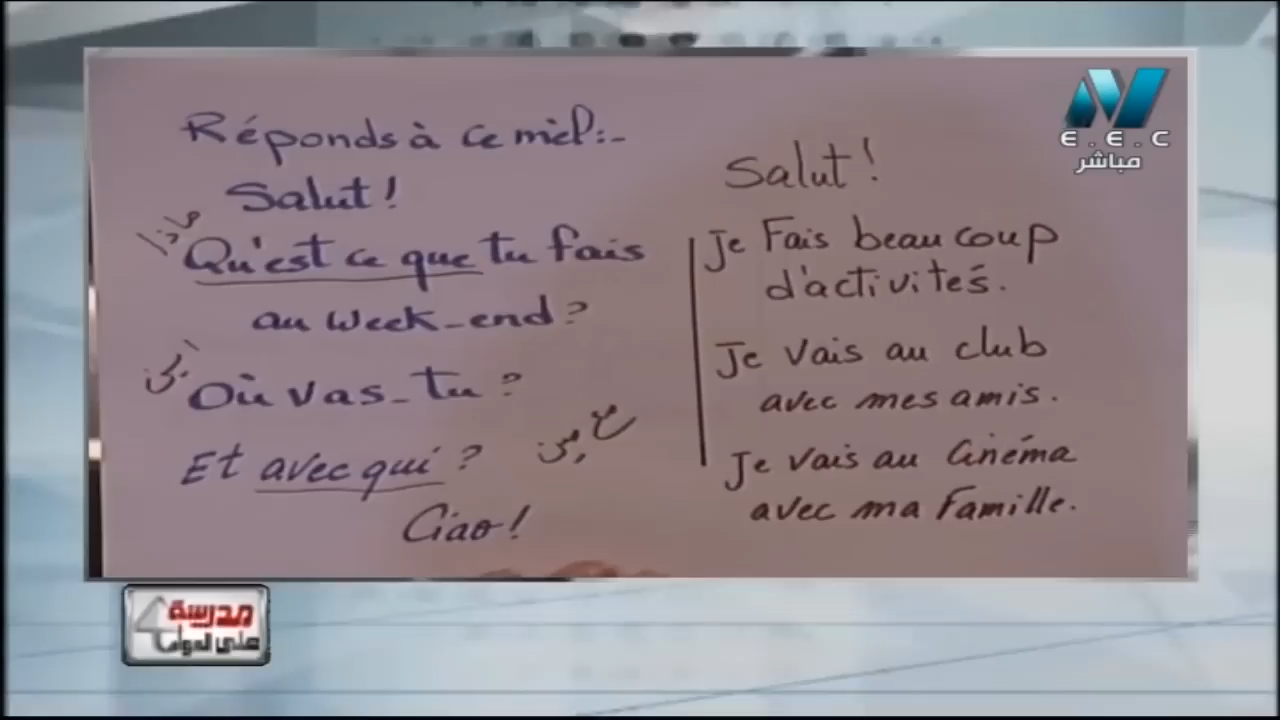 Réponds à ce miel:-
Salut!
ماذا
Qu'est ce que tu fais
au week-end?
أين
Où vas-tu?
Et avec qui?
مع مين
Ciao!
Salut!
Je Fais beaucoup
d'activités.
Je vais au club
avec mes amis.
Je vais au Cinéma
avec ma Famille.
E.E.C
مباشر
مدرسة
على الهواء